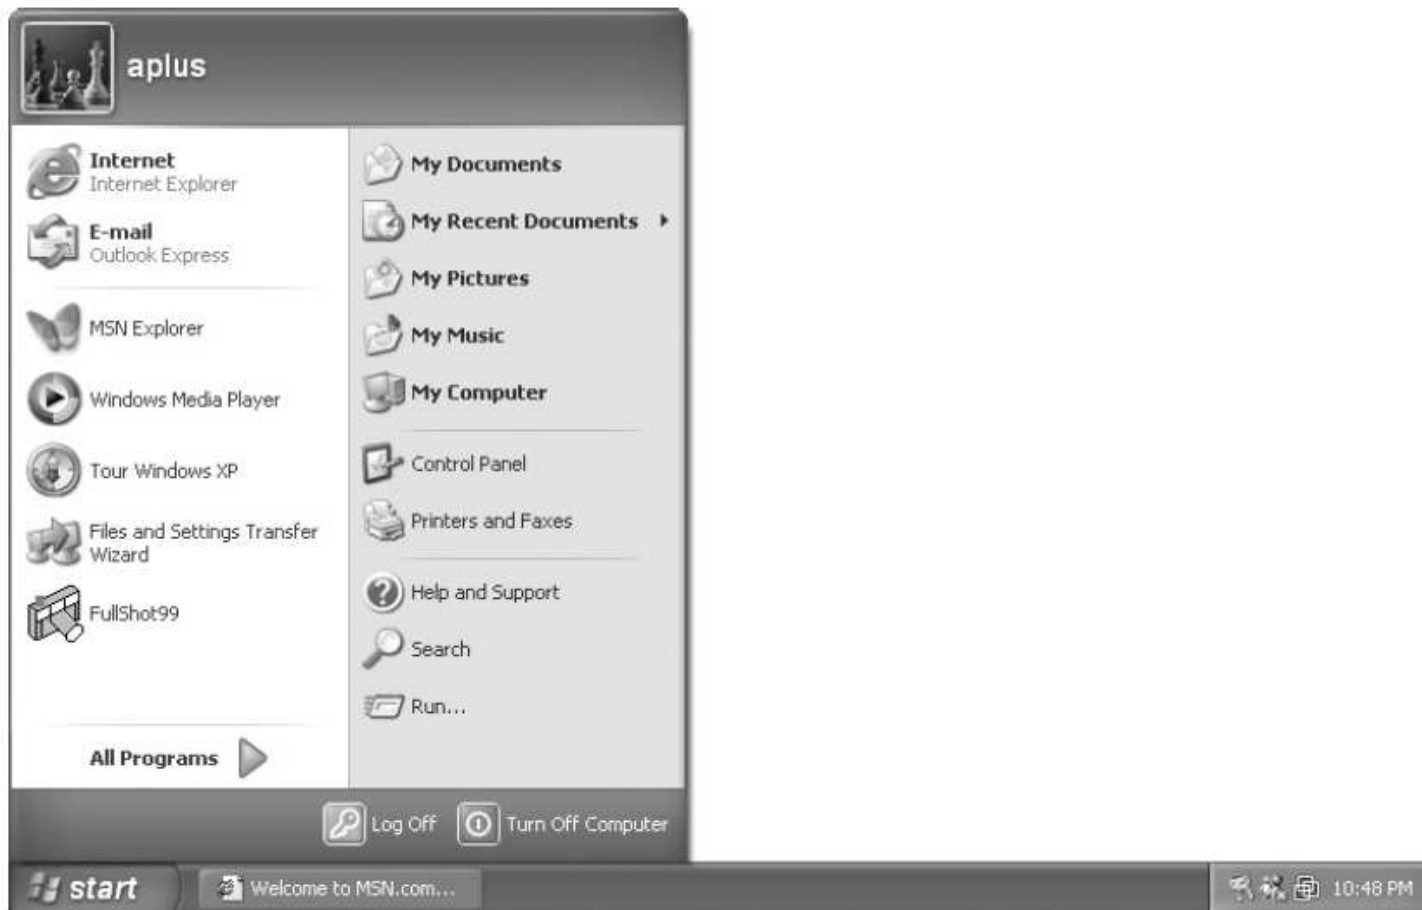 aplus
Internet
Internet Explorer
E-mail
Outlook Express
MSN Explorer
Windows Media Player
Tour Windows XP
Files and Settings Transfer
Wizard
FullShot99
All Programs
My Documents
My Recent Documents
My Pictures
My Music
My Computer
Control Panel
Printers and Faxes
Help and Support
Search
Run...
Log Off
Turn Off Computer
start
Welcome to MSN.com...
10:48 PM